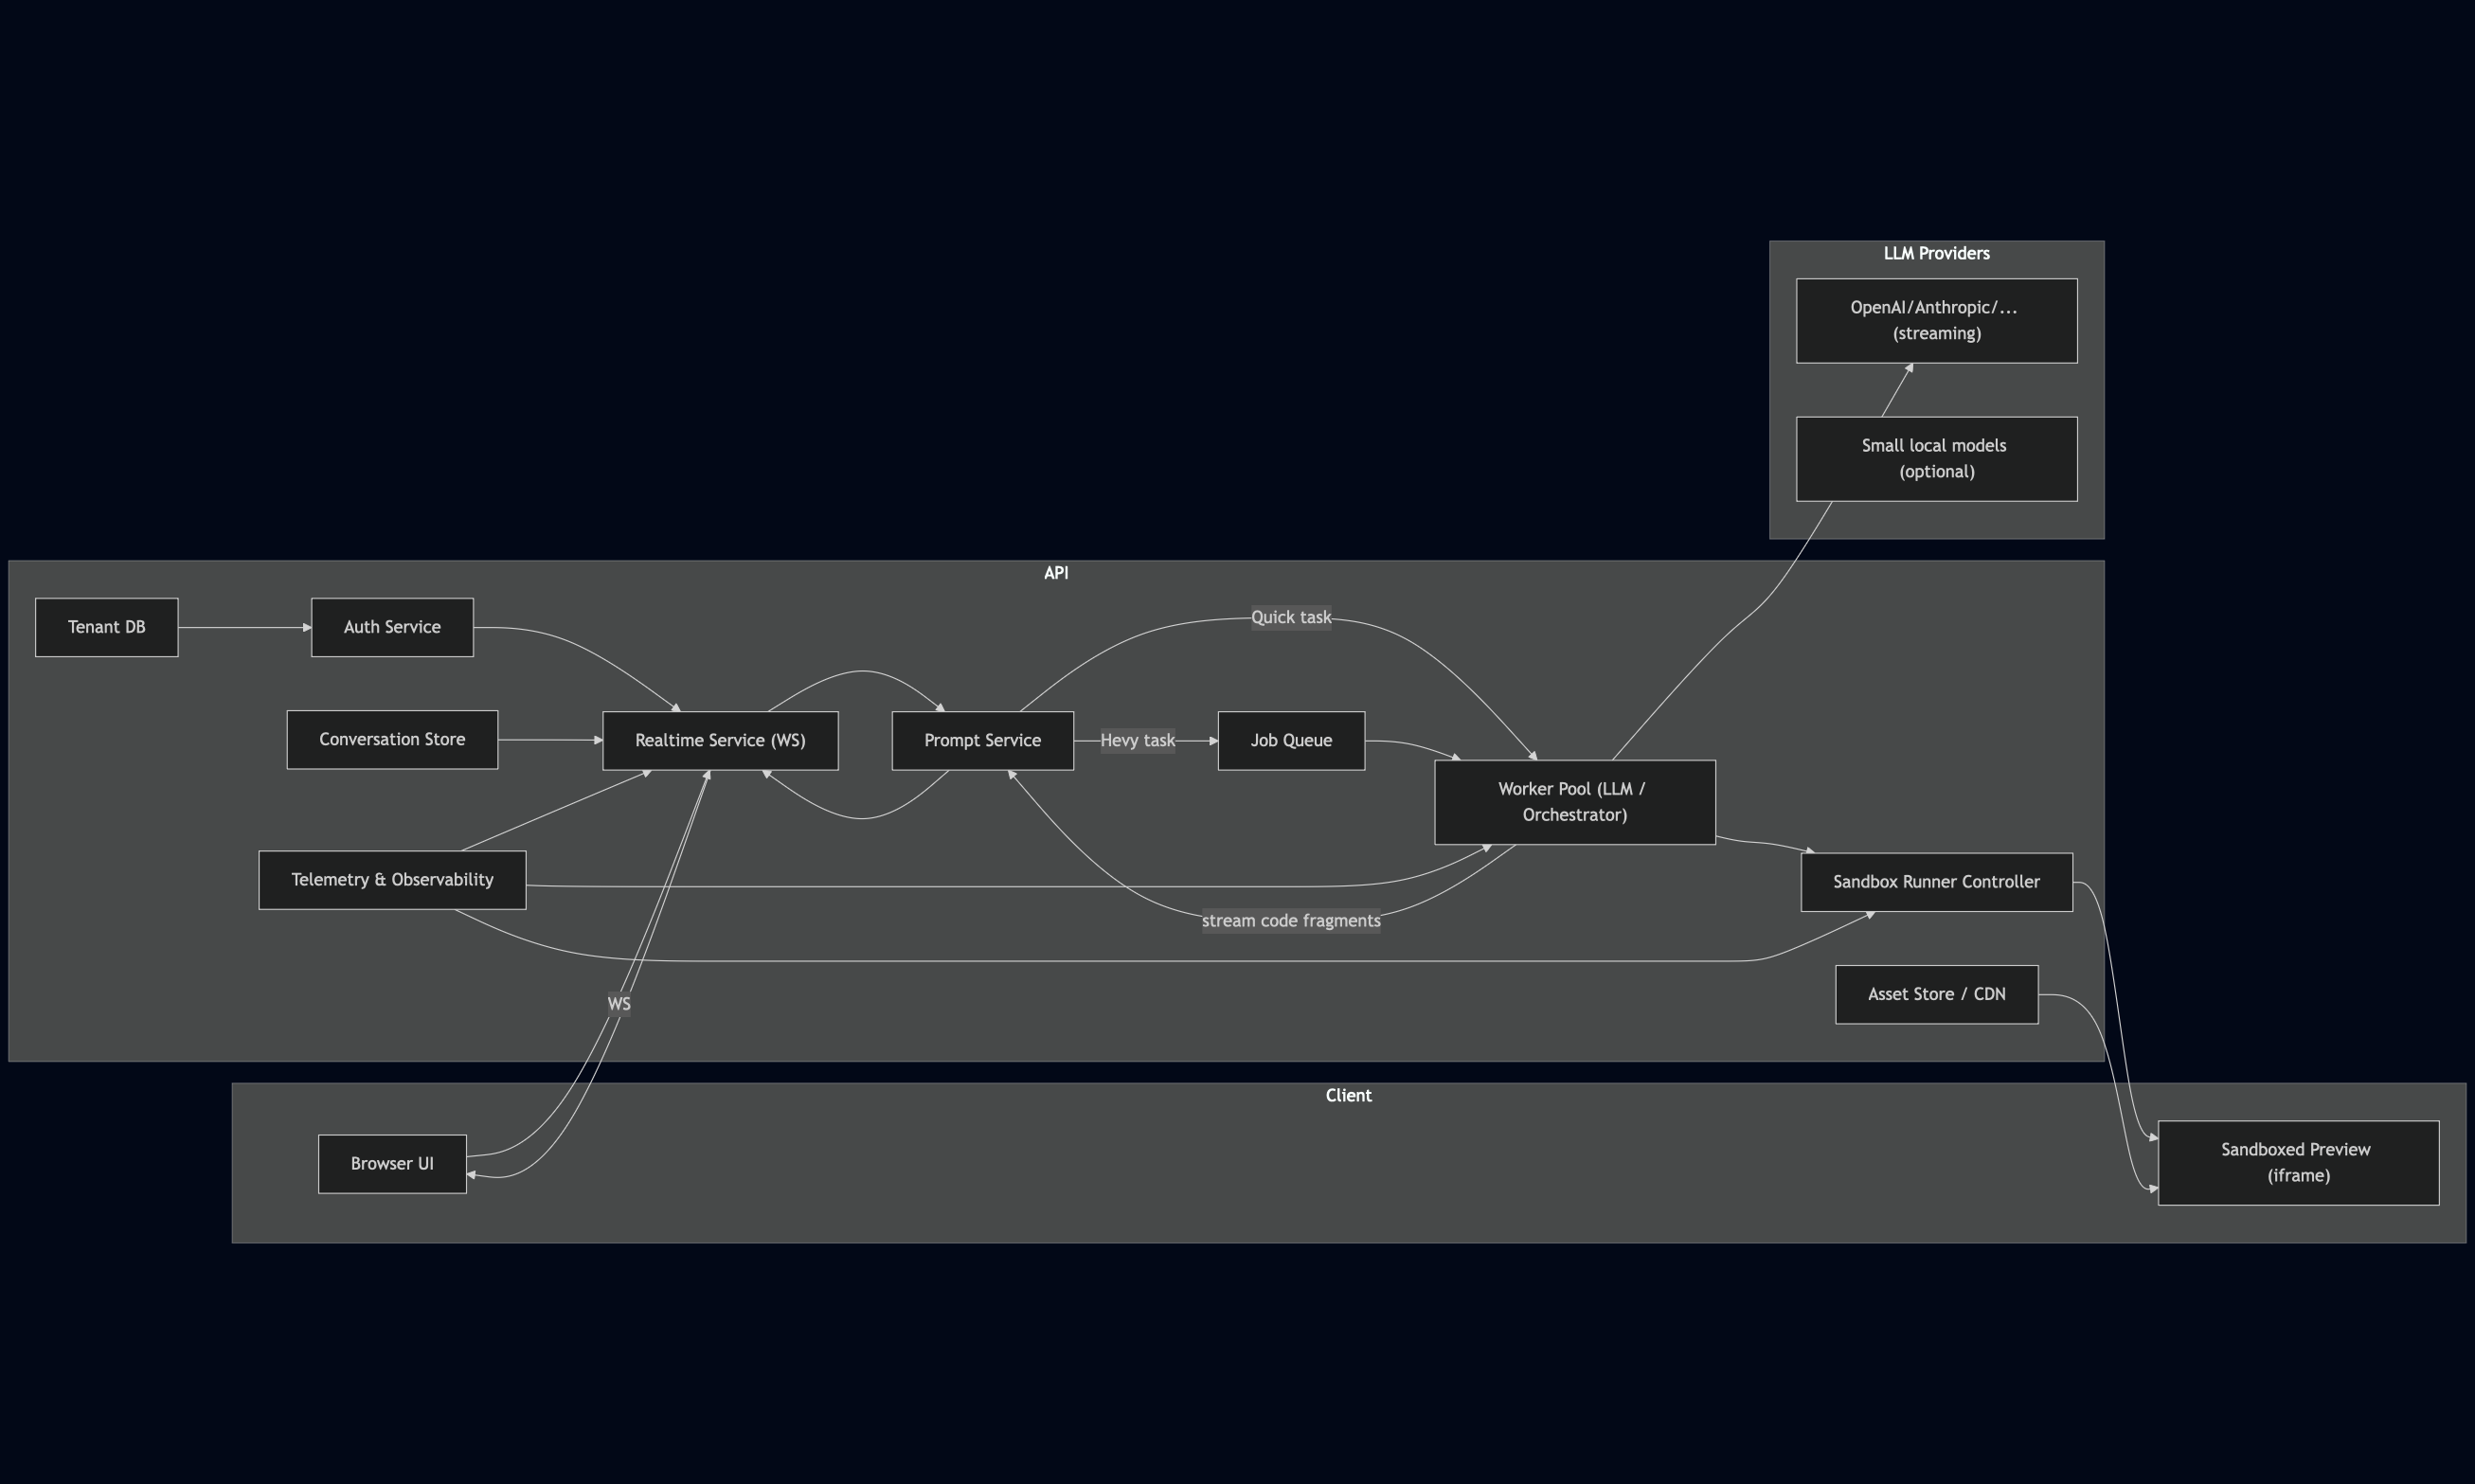 LLM Providers
OpenAI/Anthropic/...
(streaming)
Small local models
(optional)
API
Tenant DB
Auth Service
Quick task
Conversation Store
Realtime Service (WS)
Prompt Service
Hevy task
Job Queue
Worker Pool (LLM /
Orchestrator)
Telemetry & Observability
Sandbox Runner Controller
stream code fragments
Asset Store / CDN
WS
Client
Browser UI
Sandboxed Preview
(iframe)